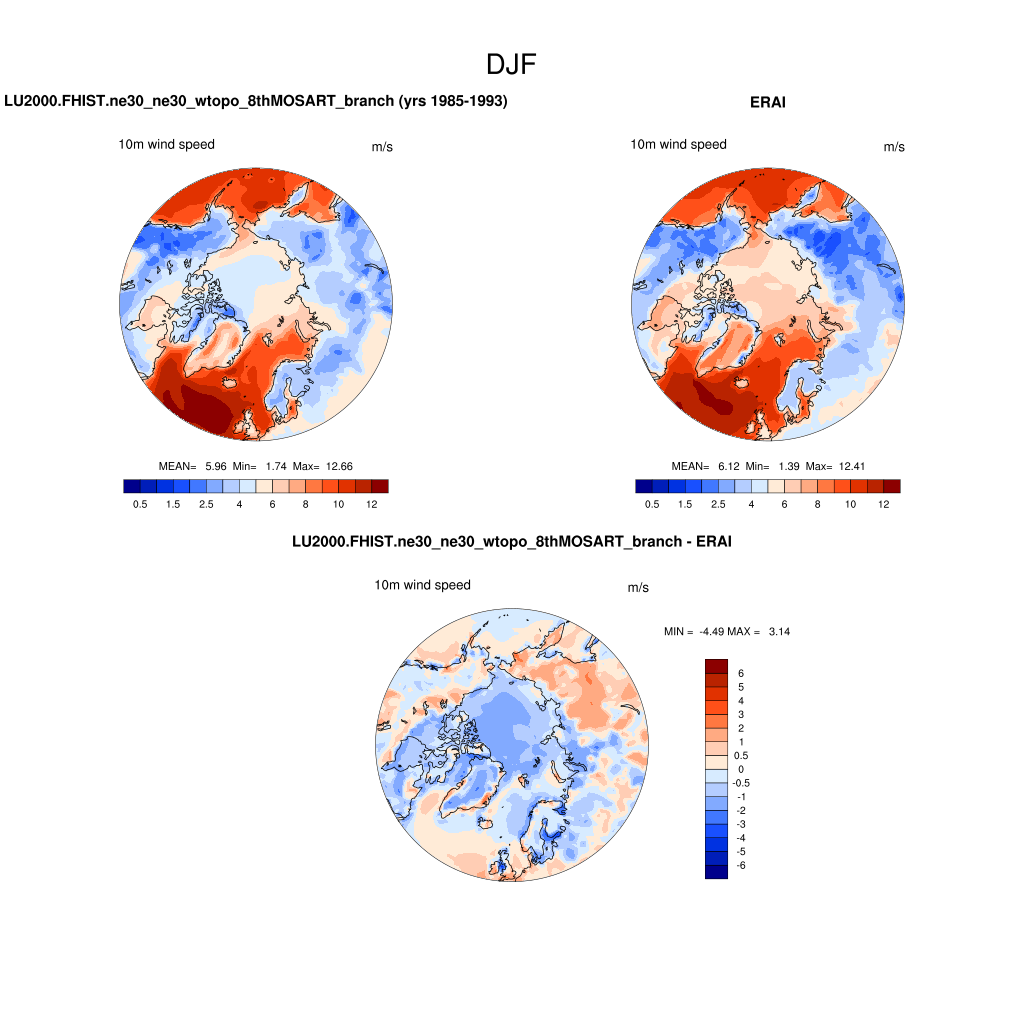 DJF
LU2000.FHIST.ne30_ne30_wtopo_8thMOSART_branch (yrs 1985-1993)
ERAI
10m wind speed m/s
10m wind speed m/s
MEAN= 5.96 Min= 1.74 Max= 12.66
MEAN= 6.12 Min= 1.39 Max= 12.41
0.5 1.5 2.5 4 6 8 10 12
0.5 1.5 2.5 4 6 8 10 12
LU2000.FHIST.ne30_ne30_wtopo_8thMOSART_branch - ERAI
10m wind speed m/s
MIN = -4.49 MAX = 3.14
6
5
4
3
2
1
0.5
0
-0.5
-1
-2
-3
-4
-5
-6